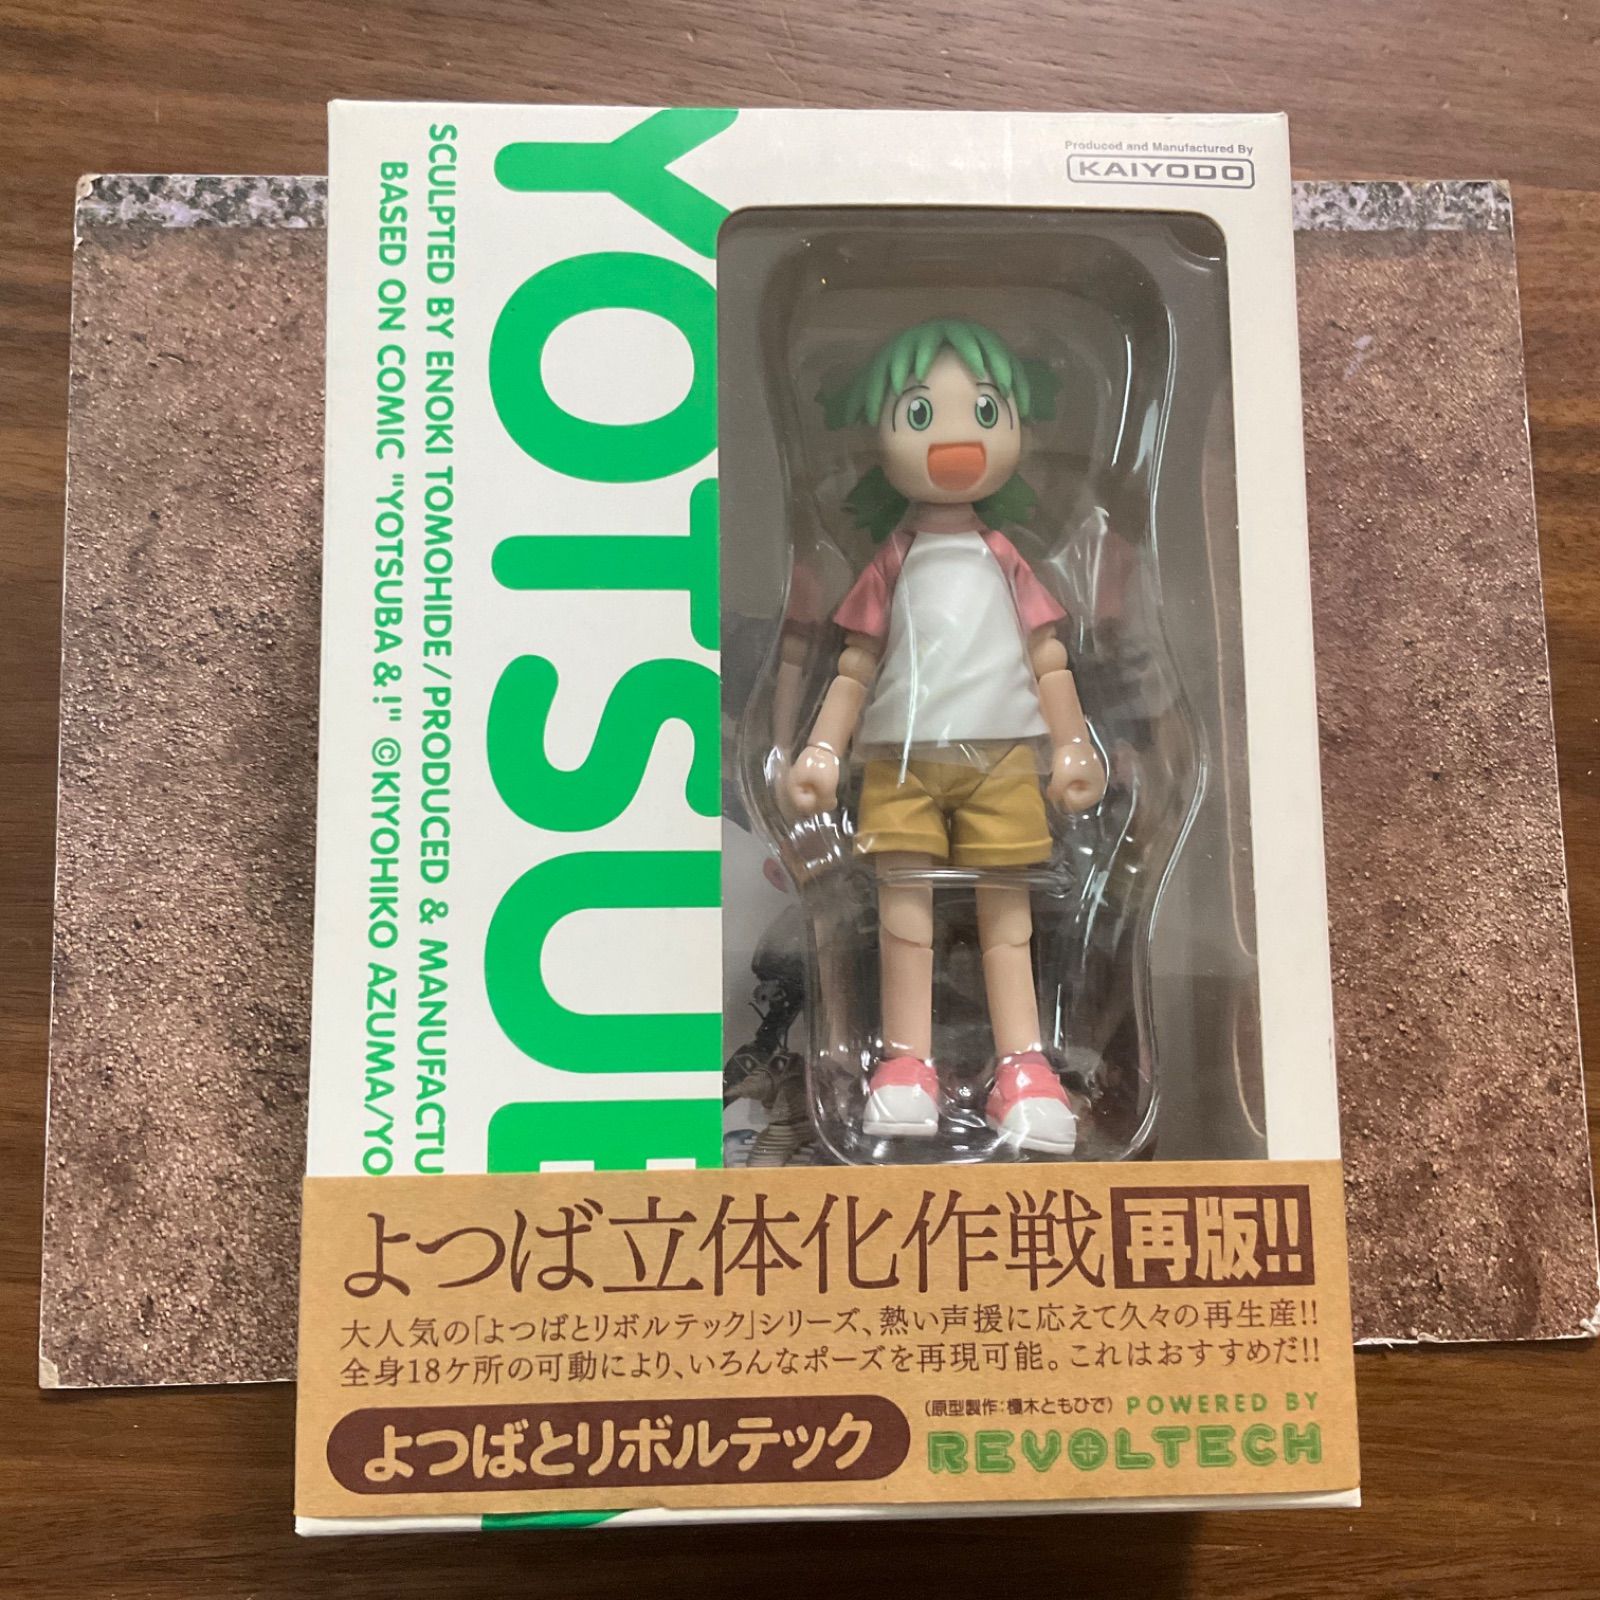 Produced and Manufactured By
KAIYODO
YOTSUB
SCULPTED BY ENOKI TOMOHIDE/PRODUCED & MANUFACTU
BASED ON COMIC "YOTSUBA&!" ©KIYOHIKO AZUMA/YO
よつば立体化作戦 再版!!
大人気の「よつばとリボルテック」シリーズ、熱い声援に応えて久々の再生産!!
全身18ケ所の可動により、いろんなポーズを再現可能。これはおすすめだ!!
よつばとリボルテック
(原型製作:榎木ともひで) POWERED BY
REVOLTECH